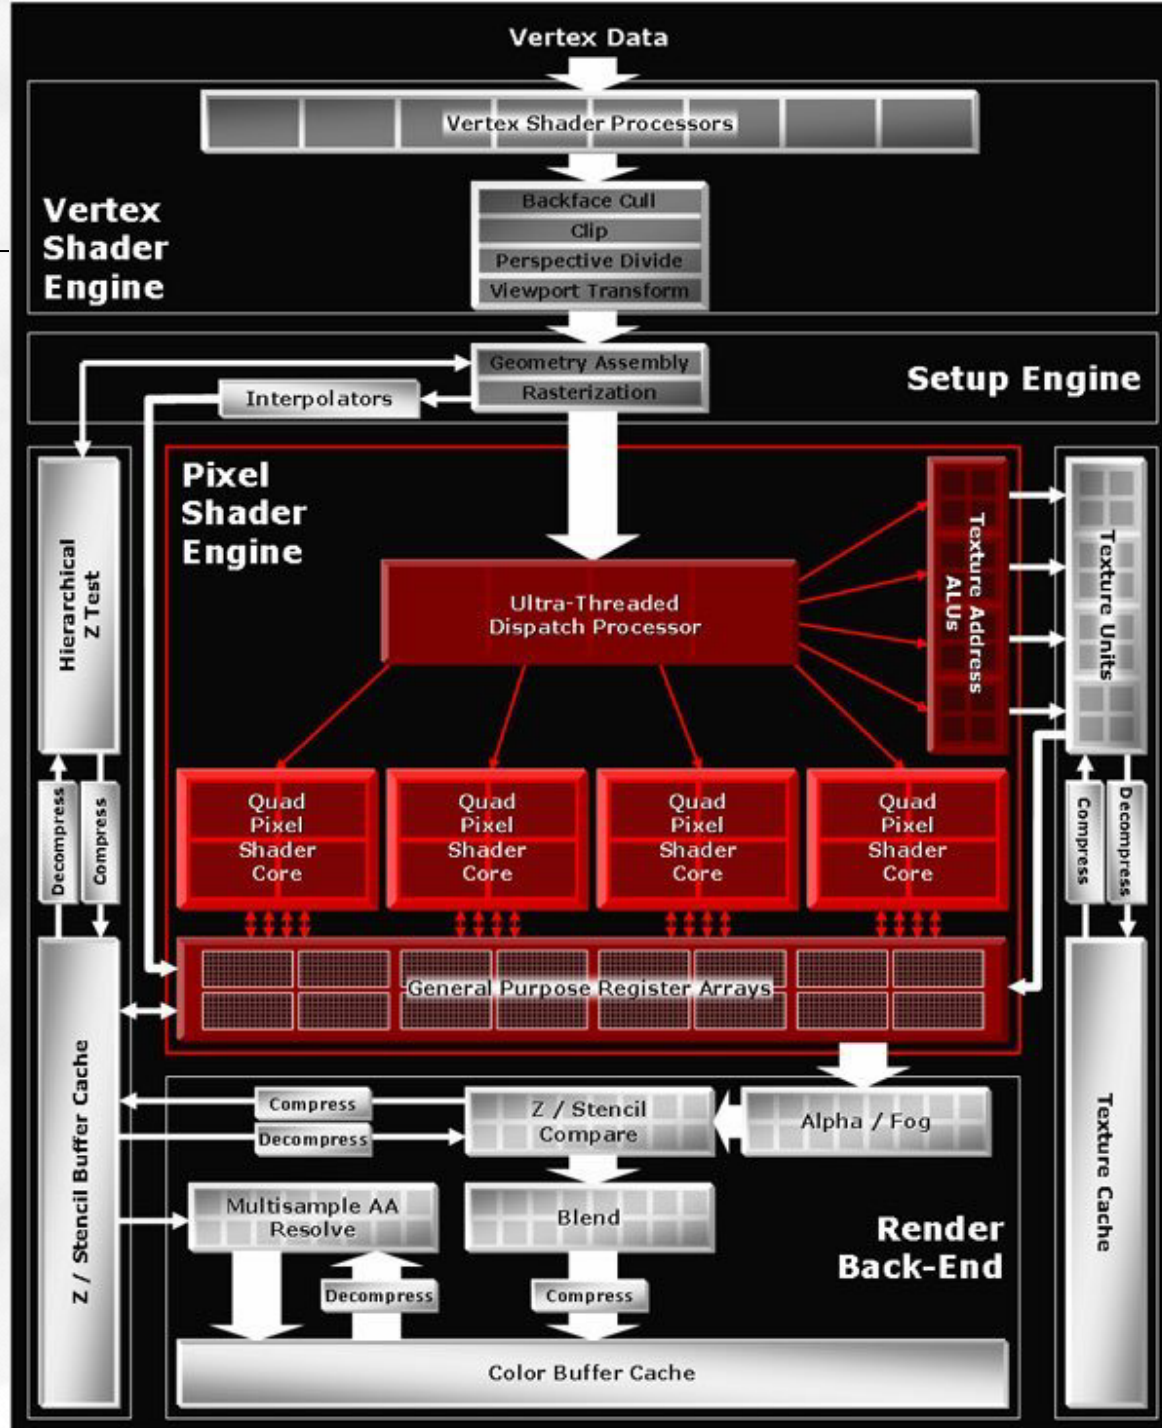 Vertex Data
Vertex Shader Processors
Vertex
Shader
Engine
Backface Cull
Clip
Perspective Divide
Viewport Transform
Geometry Assembly
Rasterization
Interpolators
Setup Engine
Pixel
Shader
Engine
Hierarchical
Z Test
Ultra-Threaded
Dispatch Processor
Texture Address
ALUs
Texture Units
Decompress
Compress
Quad
Pixel
Shader
Core
Quad
Pixel
Shader
Core
Quad
Pixel
Shader
Core
Quad
Pixel
Shader
Core
Compress
Decompress
General Purpose Register Arrays
Z / Stencil Buffer Cache
Compress
Decompress
Z / Stencil
Compare
Alpha / Fog
Texture Cache
Multisample AA
Resolve
Blend
Render
Back-End
Decompress
Compress
Color Buffer Cache